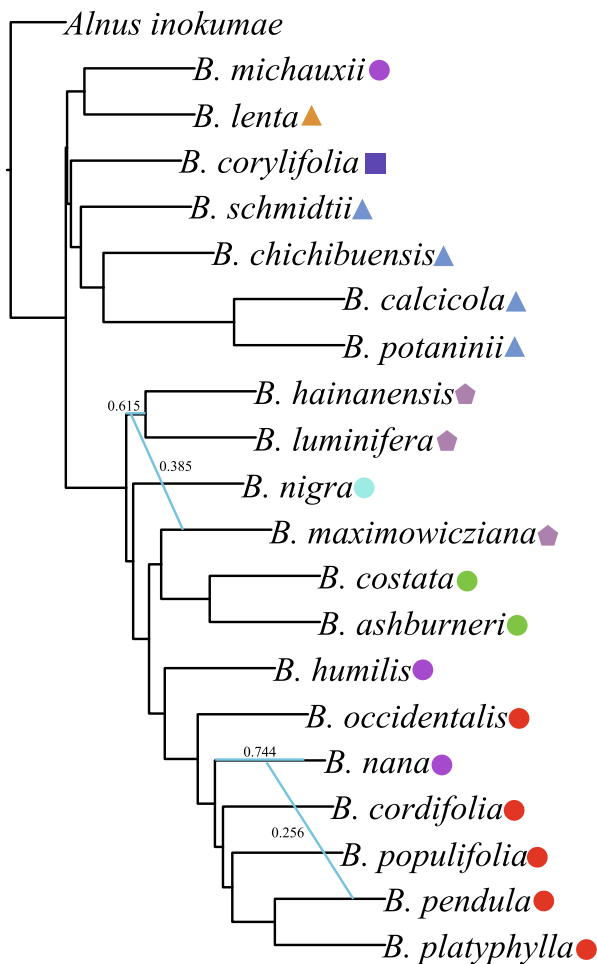 Alnus inokumae
B. michauxii
B. lenta
B. corylifolia
B. schmidtii
B. chichibuensis
B. calcicola
B. potaninii
B. hainanensis
0.615
B. luminifera
0.385
B. nigra
B. maximowicziana
B. costata
B. ashburneri
B. humilis
B. occidentalis
0.744
B. nana
B. cordifolia
0.256
B. populifolia
B. pendula
B. platyphylla